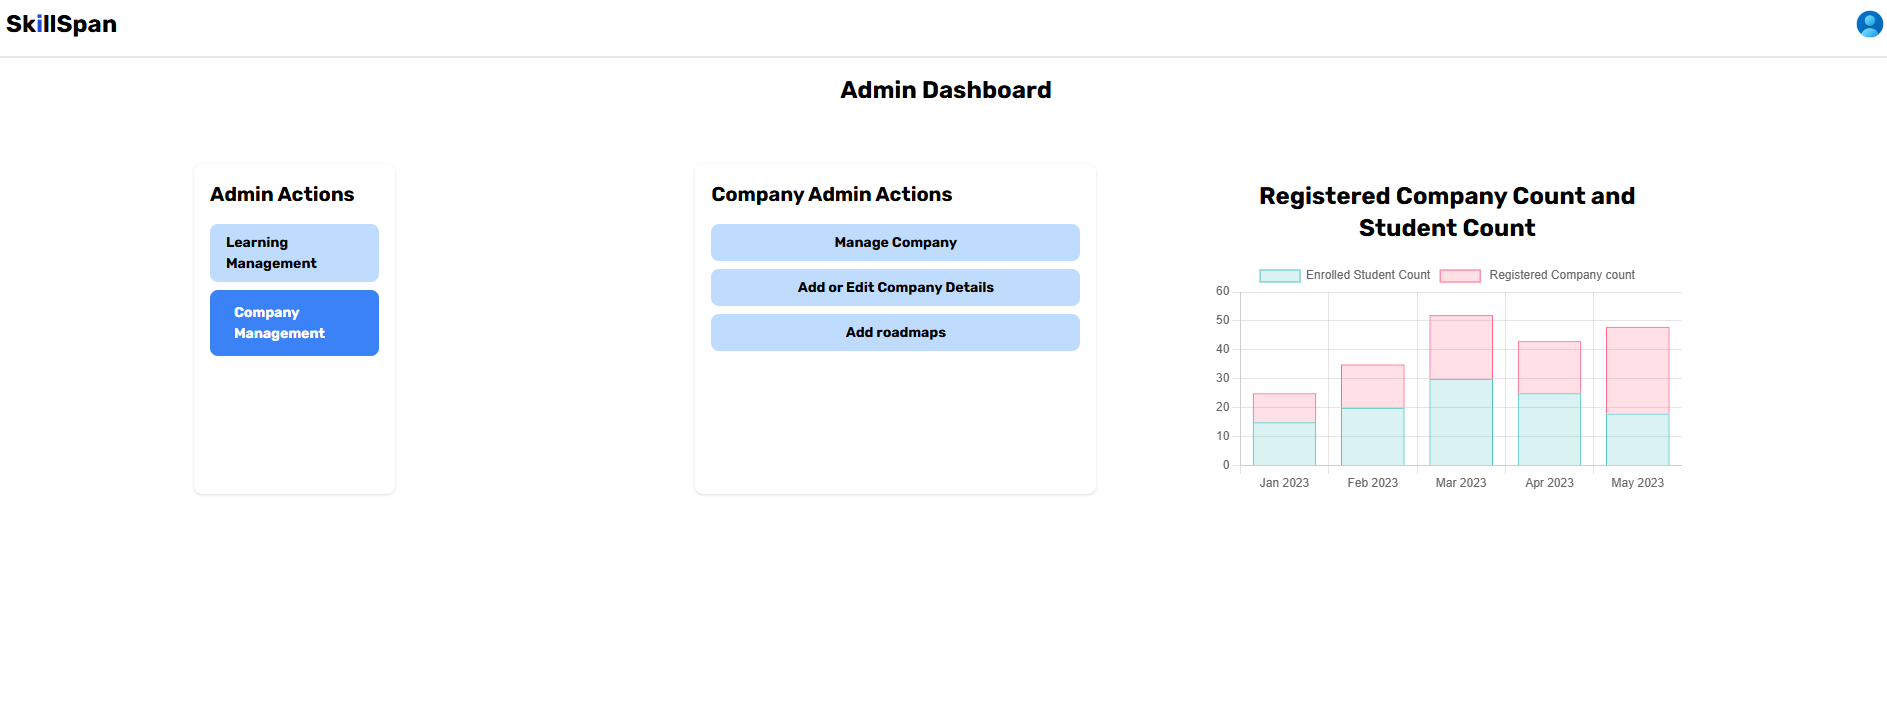 SkillSpan
Admin Dashboard
Admin Actions
Learning
Management
Company
Management
Company Admin Actions
Manage Company
Add or Edit Company Details
Add roadmaps
Registered Company Count and
Student Count
Enrolled Student Count
Registered Company count
60
50
40
30
20
10
0
Jan 2023
Feb 2023
Mar 2023
Apr 2023
May 2023